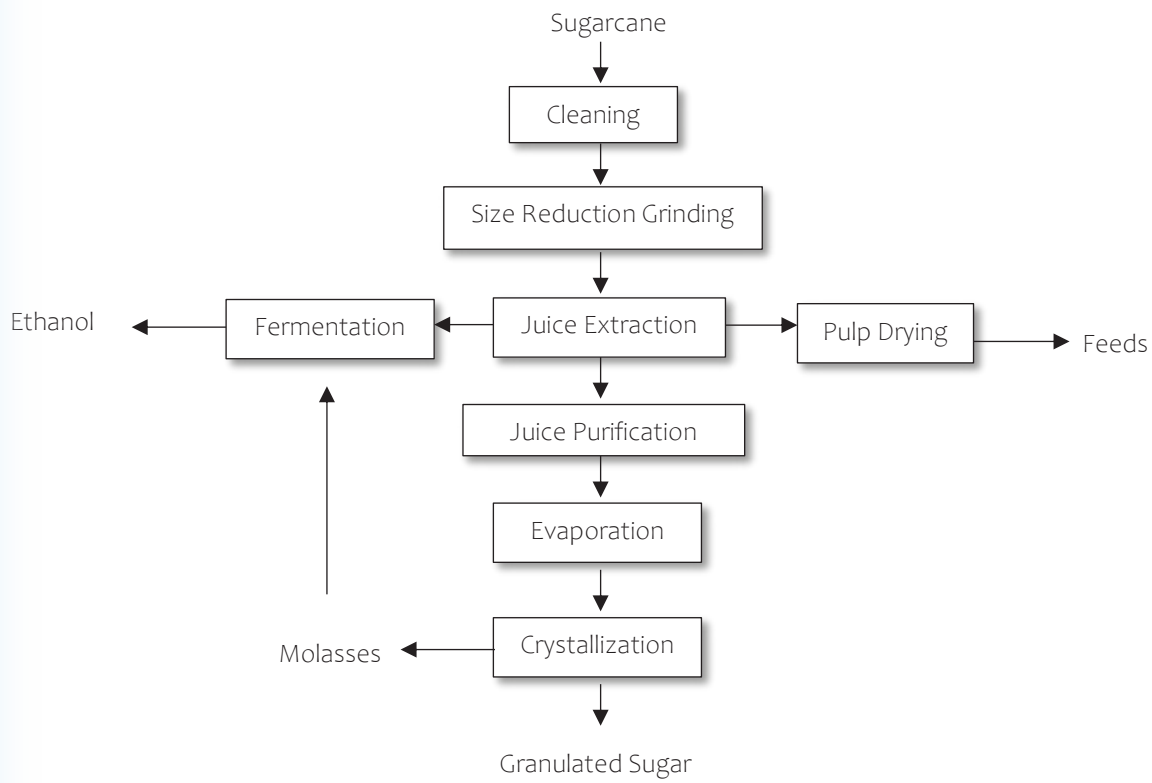 Sugarcane
Cleaning
Size Reduction Grinding
Ethanol
Fermentation
Juice Extraction
Pulp Drying
Feeds
Juice Purification
Evaporation
Crystallization
Molasses
Granulated Sugar